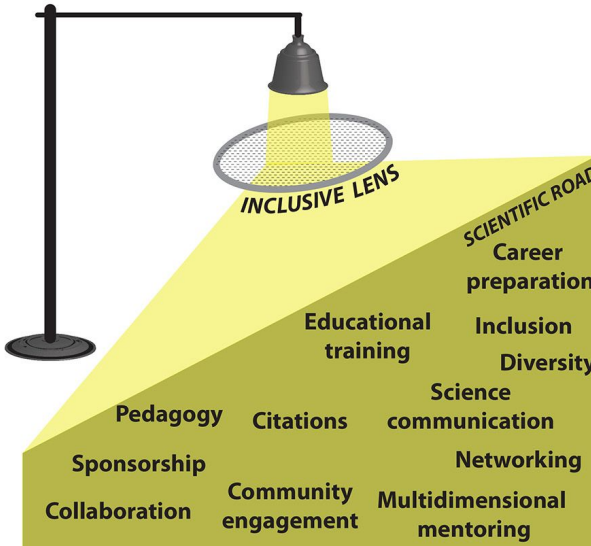 INCLUSIVE LENS
SCIENTIFIC ROAD
Career
preparation
Educational
training
Inclusion
Diversity
Science
communication
Pedagogy
Citations
Sponsorship
Networking
Collaboration
Community
engagement
Multidimensional
mentoring